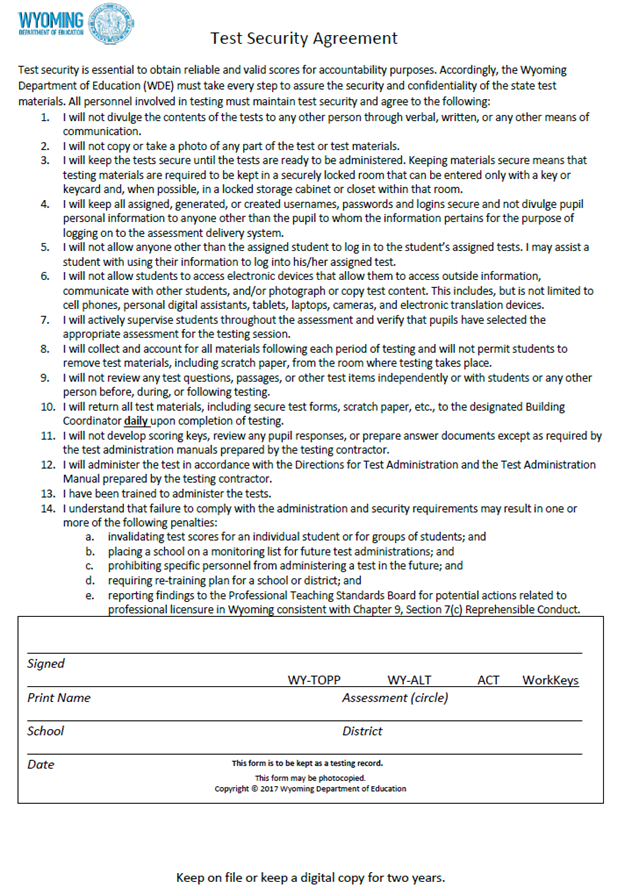 WYOMING
DEPARTMENT OF EDUCATION
Test Security Agreement
Test security is essential to obtain reliable and valid scores for accountability purposes. Accordingly, the Wyoming
Department of Education (WDE) must take every step to assure the security and confidentiality of the state test
materials. All personnel involved in testing must maintain test security and agree to the following:
1. I will not divulge the contents of the tests to any other person through verbal, written, or any other means of
communication.
2. I will not copy or take a photo of any part of the test or test materials.
3. I will keep the tests secure until the tests are ready to be administered. Keeping materials secure means that
testing materials are required to be kept in a securely locked room that can be entered only with a key or
keycard and, when possible, in a locked storage cabinet or closet within that room.
4. I will keep all assigned, generated, or created usernames, passwords and logins secure and not divulge pupil
personal information to anyone other than the pupil to whom the information pertains for the purpose of
logging on to the assessment delivery system.
5. I will not allow anyone other than the assigned student to log in to the student's assigned tests. I may assist a
student with using their information to log into his/her assigned test.
6. I will not allow students to access electronic devices that allow them to access outside information,
communicate with other students, and/or photograph or copy test content. This includes, but is not limited to
cell phones, personal digital assistants, tablets, laptops, cameras, and electronic translation devices.
7. I will actively supervise students throughout the assessment and verify that pupils have selected the
appropriate assessment for the testing session.
8. I will collect and account for all materials following each period of testing and will not permit students to
remove test materials, including scratch paper, from the room where testing takes place.
9. I will not review any test questions, passages, or other test items independently or with students or any other
person before, during, or following testing.
10. I will return all test materials, including secure test forms, scratch paper, etc., to the designated Building
Coordinator daily upon completion of testing.
11. I will not develop scoring keys, review any pupil responses, or prepare answer documents except as required by
the test administration manuals prepared by the testing contractor.
12. I will administer the test in accordance with the Directions for Test Administration and the Test Administration
Manual prepared by the testing contractor.
13. I have been trained to administer the tests.
14. I understand that failure to comply with the administration and security requirements may result in one or
more of the following penalties:
a. invalidating test scores for an individual student or for groups of students; and
b. placing a school on a monitoring list for future test administrations; and
c. prohibiting specific personnel from administering a test in the future; and
d. requiring re-training plan for a school or district; and
e. reporting findings to the Professional Teaching Standards Board for potential actions related to
professional licensure in Wyoming consistent with Chapter 9, Section 7(c) Reprehensible Conduct.
Signed
WY-TOPP WY-ALT ACT WorkKeys
Print Name Assessment (circle)
School District
Date This form is to be kept as a testing record.
This form may be photocopied.
Copyright © 2017 Wyoming Department of Education
Keep on file or keep a digital copy for two years.